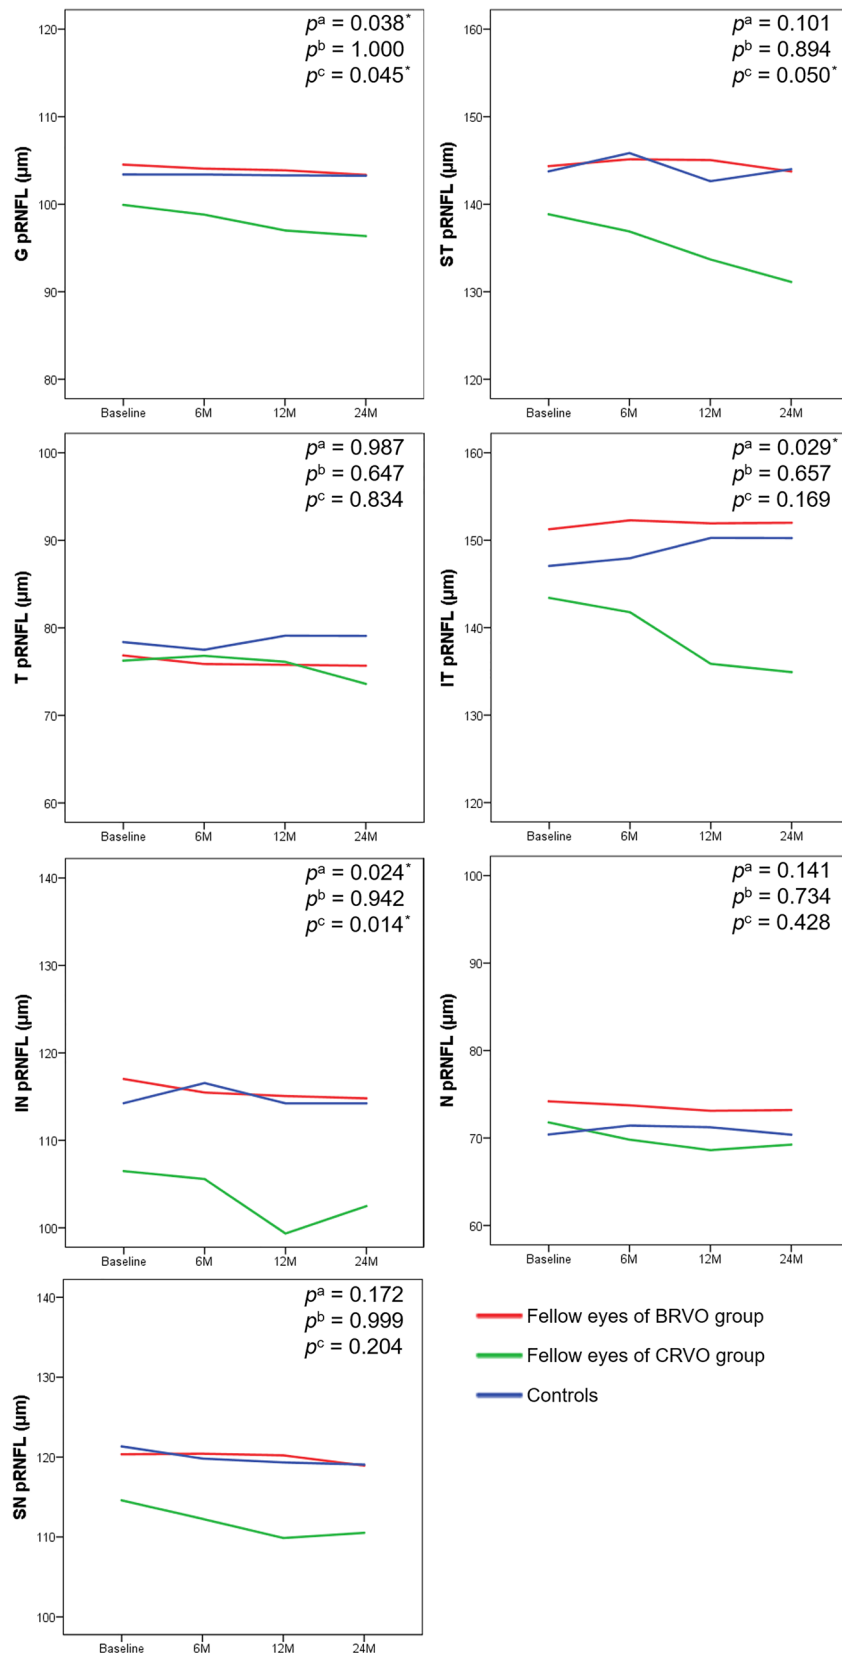 pᵃ = 0.038*
pᵇ = 1.000
pᶜ = 0.045*
120
110
100
90
80
G pRNFL (μm)
Baseline 6M 12M 24M
pᵃ = 0.101
pᵇ = 0.894
pᶜ = 0.050*
160
150
140
130
120
ST pRNFL (μm)
Baseline 6M 12M 24M
pᵃ = 0.987
pᵇ = 0.647
pᶜ = 0.834
100
90
80
70
60
T pRNFL (μm)
Baseline 6M 12M 24M
pᵃ = 0.029*
pᵇ = 0.657
pᶜ = 0.169
160
150
140
130
120
IT pRNFL (μm)
Baseline 6M 12M 24M
pᵃ = 0.024*
pᵇ = 0.942
pᶜ = 0.014*
140
130
120
110
100
IN pRNFL (μm)
Baseline 6M 12M 24M
pᵃ = 0.141
pᵇ = 0.734
pᶜ = 0.428
100
90
80
70
60
N pRNFL (μm)
Baseline 6M 12M 24M
pᵃ = 0.172
pᵇ = 0.999
pᶜ = 0.204
140
130
120
110
100
SN pRNFL (μm)
Baseline 6M 12M 24M
Fellow eyes of BRVO group
Fellow eyes of CRVO group
Controls